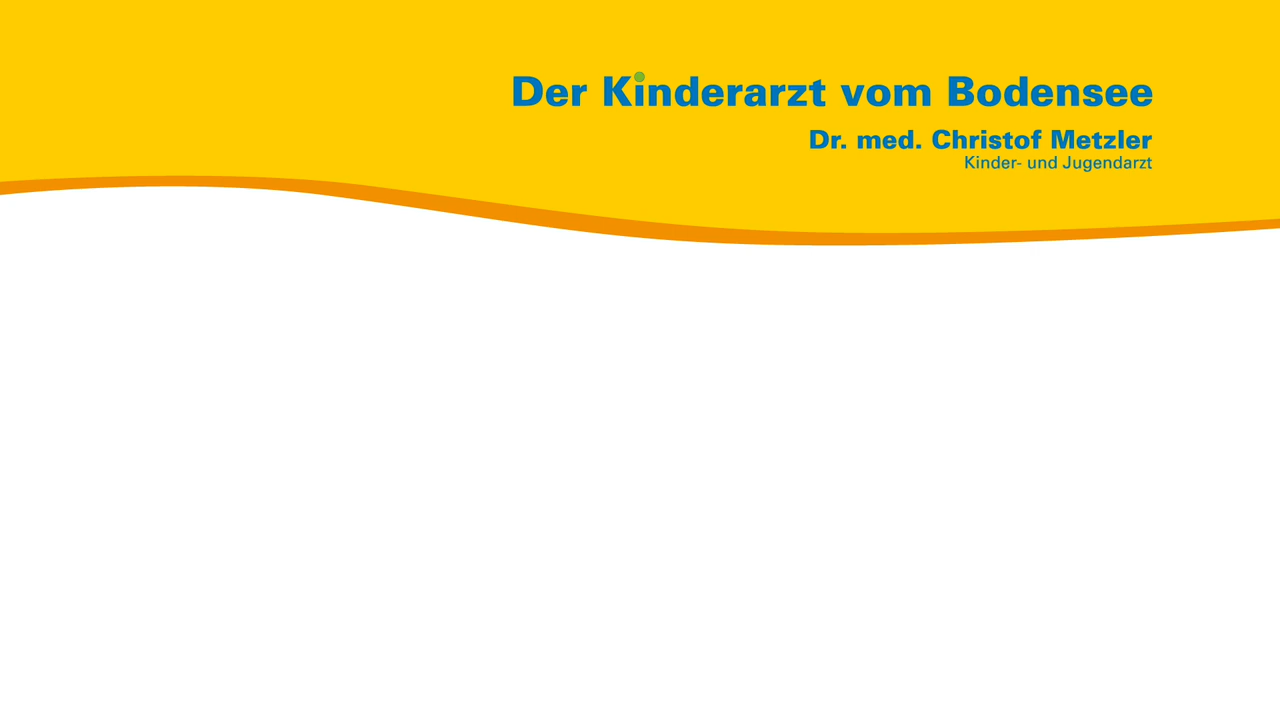 Der Kinderarzt vom Bodensee
Dr. med. Christof Metzler
Kinder- und Jugendarzt